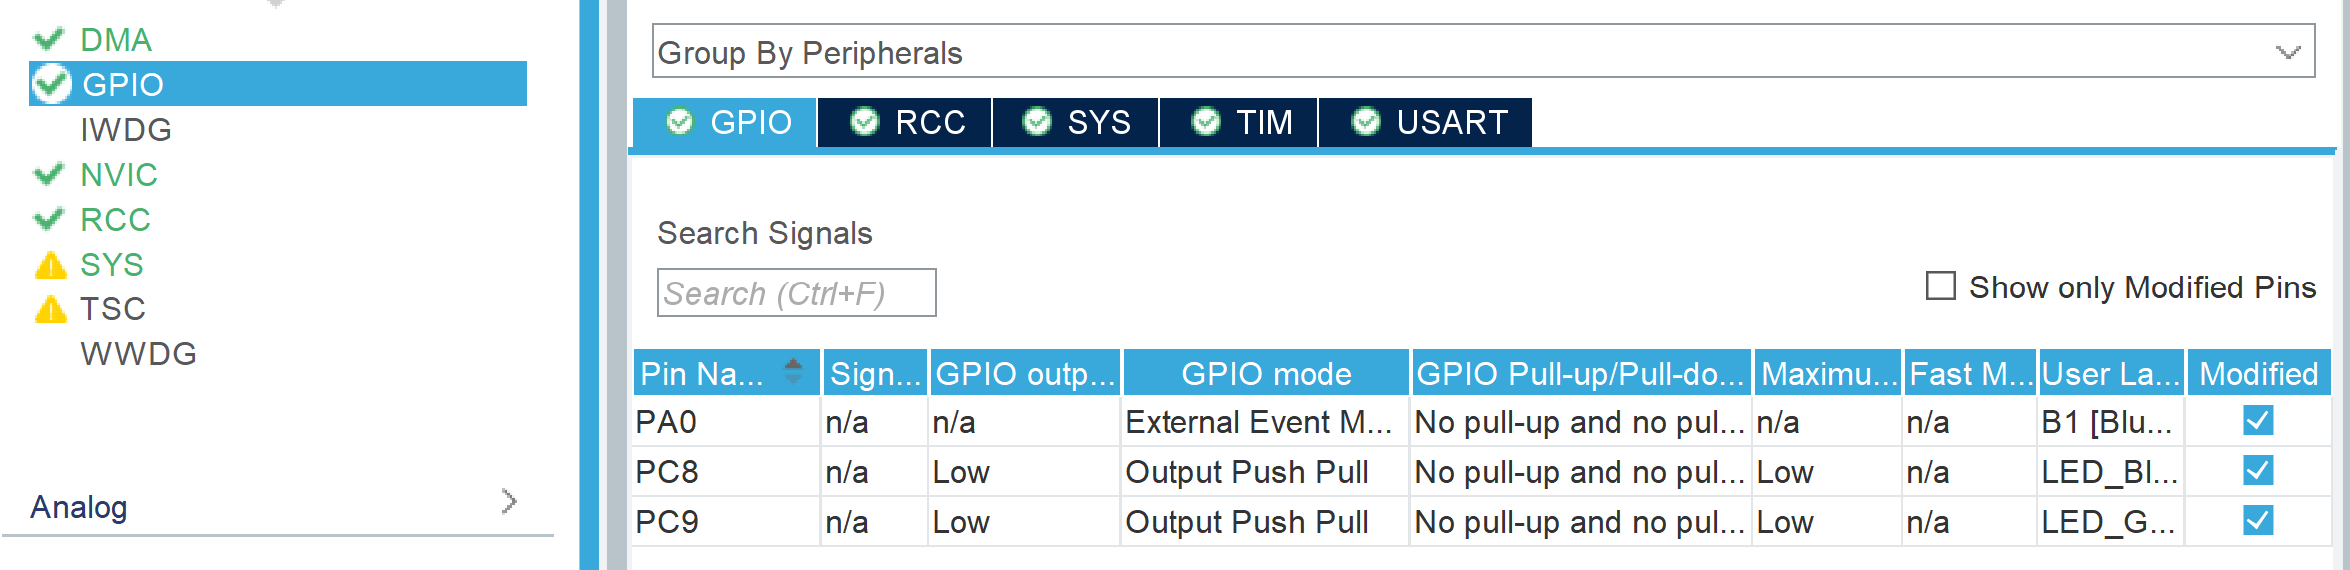 DMA
GPIO
IWDG
NVIC
RCC
SYS
TSC
WWDG
Analog
Group By Peripherals
GPIO RCC SYS TIM USART
Search Signals
Search (Ctrl+F)
Show only Modified Pins
Pin Na... Sign... GPIO outp... GPIO mode GPIO Pull-up/Pull-do... Maximu... Fast M... User La... Modified
PA0 n/a n/a External Event M... No pull-up and no pul... n/a n/a B1 [Blu...
PC8 n/a Low Output Push Pull No pull-up and no pul... Low n/a LED_Bl...
PC9 n/a Low Output Push Pull No pull-up and no pul... Low n/a LED_G...